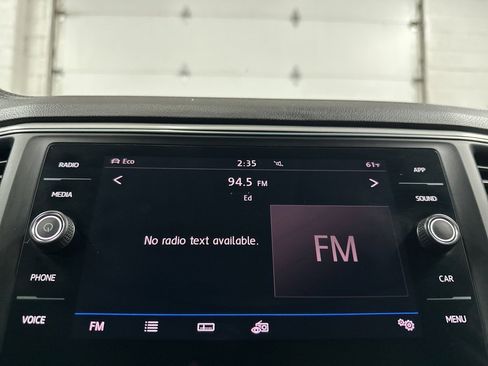 RADIO
Eco 2:35 61°F
APP
MEDIA
< 94.5 FM >
SOUND
Ed
No radio text available.
FM
PHONE
CAR
VOICE
FM
MENU